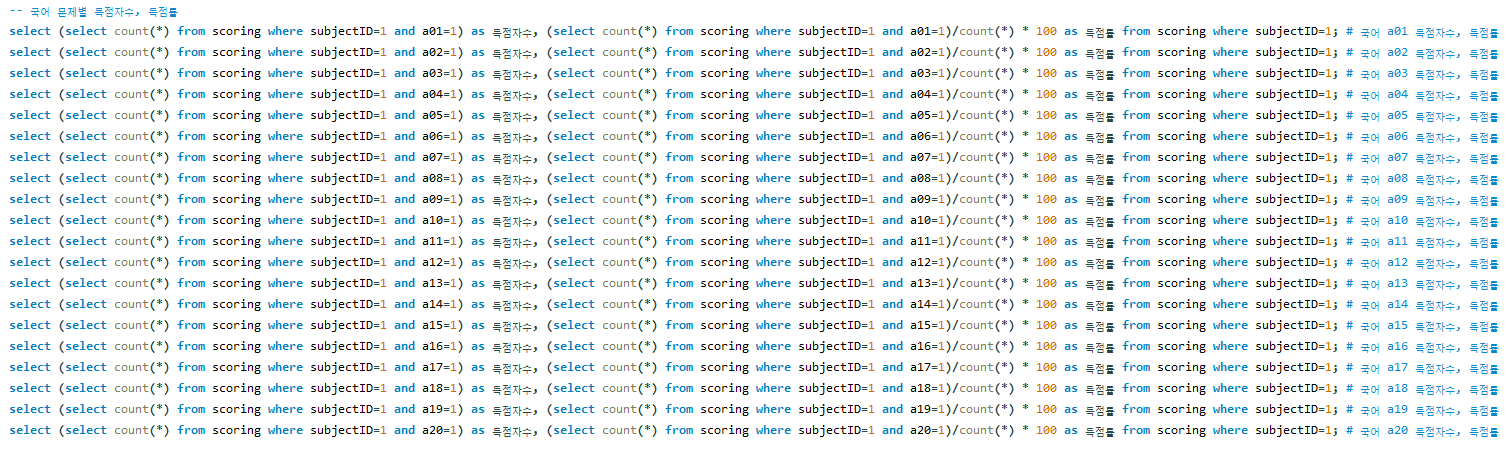 -- 국어 문제별 득점자수, 득점률
select (select count(*) from scoring where subjectID=1 and a01=1) as 득점자수, (select count(*) from scoring where subjectID=1 and a01=1)/count(*) * 100 as 득점률 from scoring where subjectID=1; # 국어 a01 득점자수, 득점률
select (select count(*) from scoring where subjectID=1 and a02=1) as 득점자수, (select count(*) from scoring where subjectID=1 and a02=1)/count(*) * 100 as 득점률 from scoring where subjectID=1; # 국어 a02 득점자수, 득점률
select (select count(*) from scoring where subjectID=1 and a03=1) as 득점자수, (select count(*) from scoring where subjectID=1 and a03=1)/count(*) * 100 as 득점률 from scoring where subjectID=1; # 국어 a03 득점자수, 득점률
select (select count(*) from scoring where subjectID=1 and a04=1) as 득점자수, (select count(*) from scoring where subjectID=1 and a04=1)/count(*) * 100 as 득점률 from scoring where subjectID=1; # 국어 a04 득점자수, 득점률
select (select count(*) from scoring where subjectID=1 and a05=1) as 득점자수, (select count(*) from scoring where subjectID=1 and a05=1)/count(*) * 100 as 득점률 from scoring where subjectID=1; # 국어 a05 득점자수, 득점률
select (select count(*) from scoring where subjectID=1 and a06=1) as 득점자수, (select count(*) from scoring where subjectID=1 and a06=1)/count(*) * 100 as 득점률 from scoring where subjectID=1; # 국어 a06 득점자수, 득점률
select (select count(*) from scoring where subjectID=1 and a07=1) as 득점자수, (select count(*) from scoring where subjectID=1 and a07=1)/count(*) * 100 as 득점률 from scoring where subjectID=1; # 국어 a07 득점자수, 득점률
select (select count(*) from scoring where subjectID=1 and a08=1) as 득점자수, (select count(*) from scoring where subjectID=1 and a08=1)/count(*) * 100 as 득점률 from scoring where subjectID=1; # 국어 a08 득점자수, 득점률
select (select count(*) from scoring where subjectID=1 and a09=1) as 득점자수, (select count(*) from scoring where subjectID=1 and a09=1)/count(*) * 100 as 득점률 from scoring where subjectID=1; # 국어 a09 득점자수, 득점률
select (select count(*) from scoring where subjectID=1 and a10=1) as 득점자수, (select count(*) from scoring where subjectID=1 and a10=1)/count(*) * 100 as 득점률 from scoring where subjectID=1; # 국어 a10 득점자수, 득점률
select (select count(*) from scoring where subjectID=1 and a11=1) as 득점자수, (select count(*) from scoring where subjectID=1 and a11=1)/count(*) * 100 as 득점률 from scoring where subjectID=1; # 국어 a11 득점자수, 득점률
select (select count(*) from scoring where subjectID=1 and a12=1) as 득점자수, (select count(*) from scoring where subjectID=1 and a12=1)/count(*) * 100 as 득점률 from scoring where subjectID=1; # 국어 a12 득점자수, 득점률
select (select count(*) from scoring where subjectID=1 and a13=1) as 득점자수, (select count(*) from scoring where subjectID=1 and a13=1)/count(*) * 100 as 득점률 from scoring where subjectID=1; # 국어 a13 득점자수, 득점률
select (select count(*) from scoring where subjectID=1 and a14=1) as 득점자수, (select count(*) from scoring where subjectID=1 and a14=1)/count(*) * 100 as 득점률 from scoring where subjectID=1; # 국어 a14 득점자수, 득점률
select (select count(*) from scoring where subjectID=1 and a15=1) as 득점자수, (select count(*) from scoring where subjectID=1 and a15=1)/count(*) * 100 as 득점률 from scoring where subjectID=1; # 국어 a15 득점자수, 득점률
select (select count(*) from scoring where subjectID=1 and a16=1) as 득점자수, (select count(*) from scoring where subjectID=1 and a16=1)/count(*) * 100 as 득점률 from scoring where subjectID=1; # 국어 a16 득점자수, 득점률
select (select count(*) from scoring where subjectID=1 and a17=1) as 득점자수, (select count(*) from scoring where subjectID=1 and a17=1)/count(*) * 100 as 득점률 from scoring where subjectID=1; # 국어 a17 득점자수, 득점률
select (select count(*) from scoring where subjectID=1 and a18=1) as 득점자수, (select count(*) from scoring where subjectID=1 and a18=1)/count(*) * 100 as 득점률 from scoring where subjectID=1; # 국어 a18 득점자수, 득점률
select (select count(*) from scoring where subjectID=1 and a19=1) as 득점자수, (select count(*) from scoring where subjectID=1 and a19=1)/count(*) * 100 as 득점률 from scoring where subjectID=1; # 국어 a19 득점자수, 득점률
select (select count(*) from scoring where subjectID=1 and a20=1) as 득점자수, (select count(*) from scoring where subjectID=1 and a20=1)/count(*) * 100 as 득점률 from scoring where subjectID=1; # 국어 a20 득점자수, 득점률